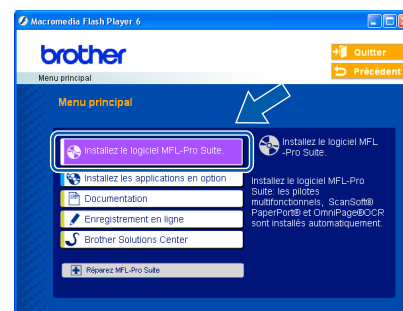 Macromedia Flash Player 6
brother
Quitter
Précédent
Menu principal
Menu principal
Installez le logiciel MFL-Pro Suite.
Installez les applications en option
Documentation
Enregistrement en ligne
Brother Solutions Center
Réparez MFL-Pro Suite
Installez le logiciel MFL
-Pro Suite.
Installez le logiciel MFL-Pro
Suite: les pilotes
multifonctionnels, ScanSoft®
PaperPort® et OmniPage®OCR
sont installés automatiquement.